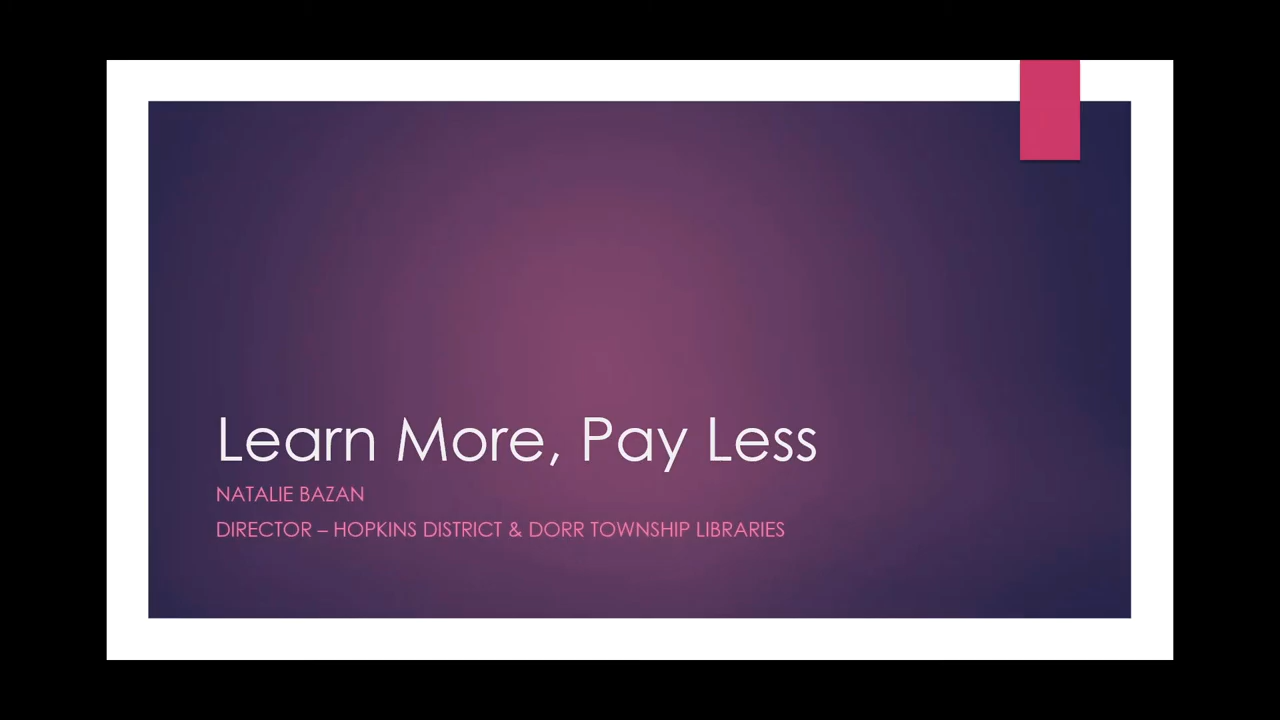 Learn More, Pay Less
NATALIE BAZAN
DIRECTOR – HOPKINS DISTRICT & DORR TOWNSHIP LIBRARIES